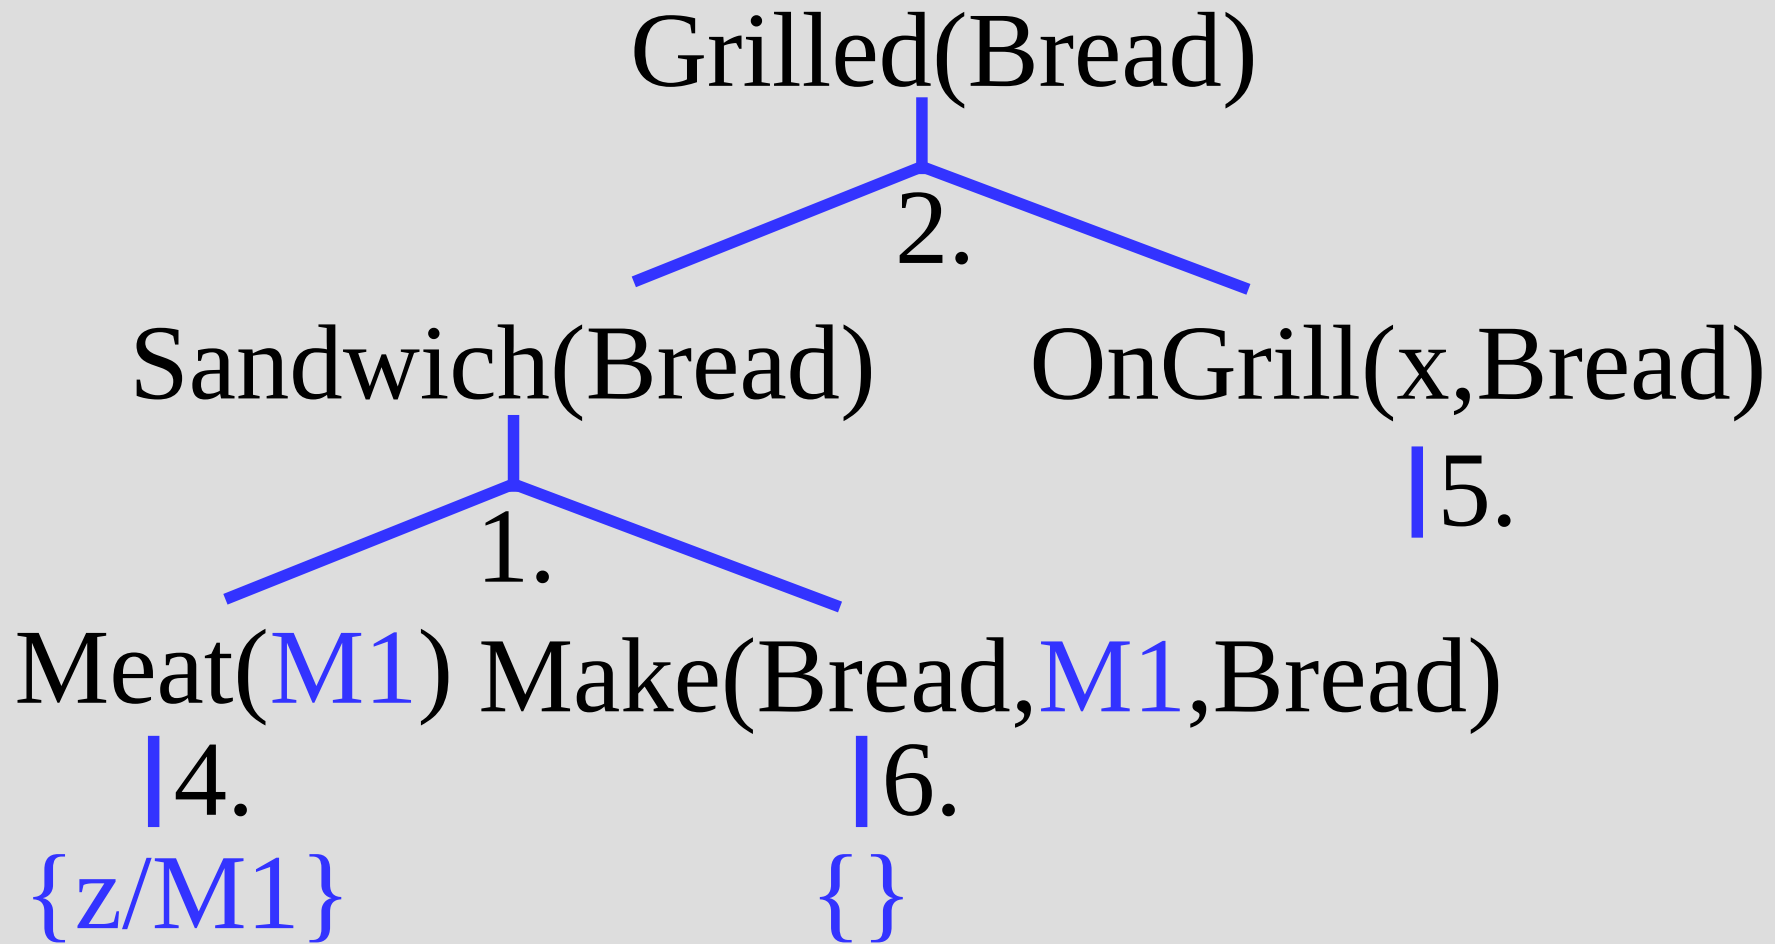 Grilled(Bread)
2.
Sandwich(Bread) OnGrill(x,Bread)
5.
1.
Meat(M1) Make(Bread,M1,Bread)
4. 6.
{z/M1} {}